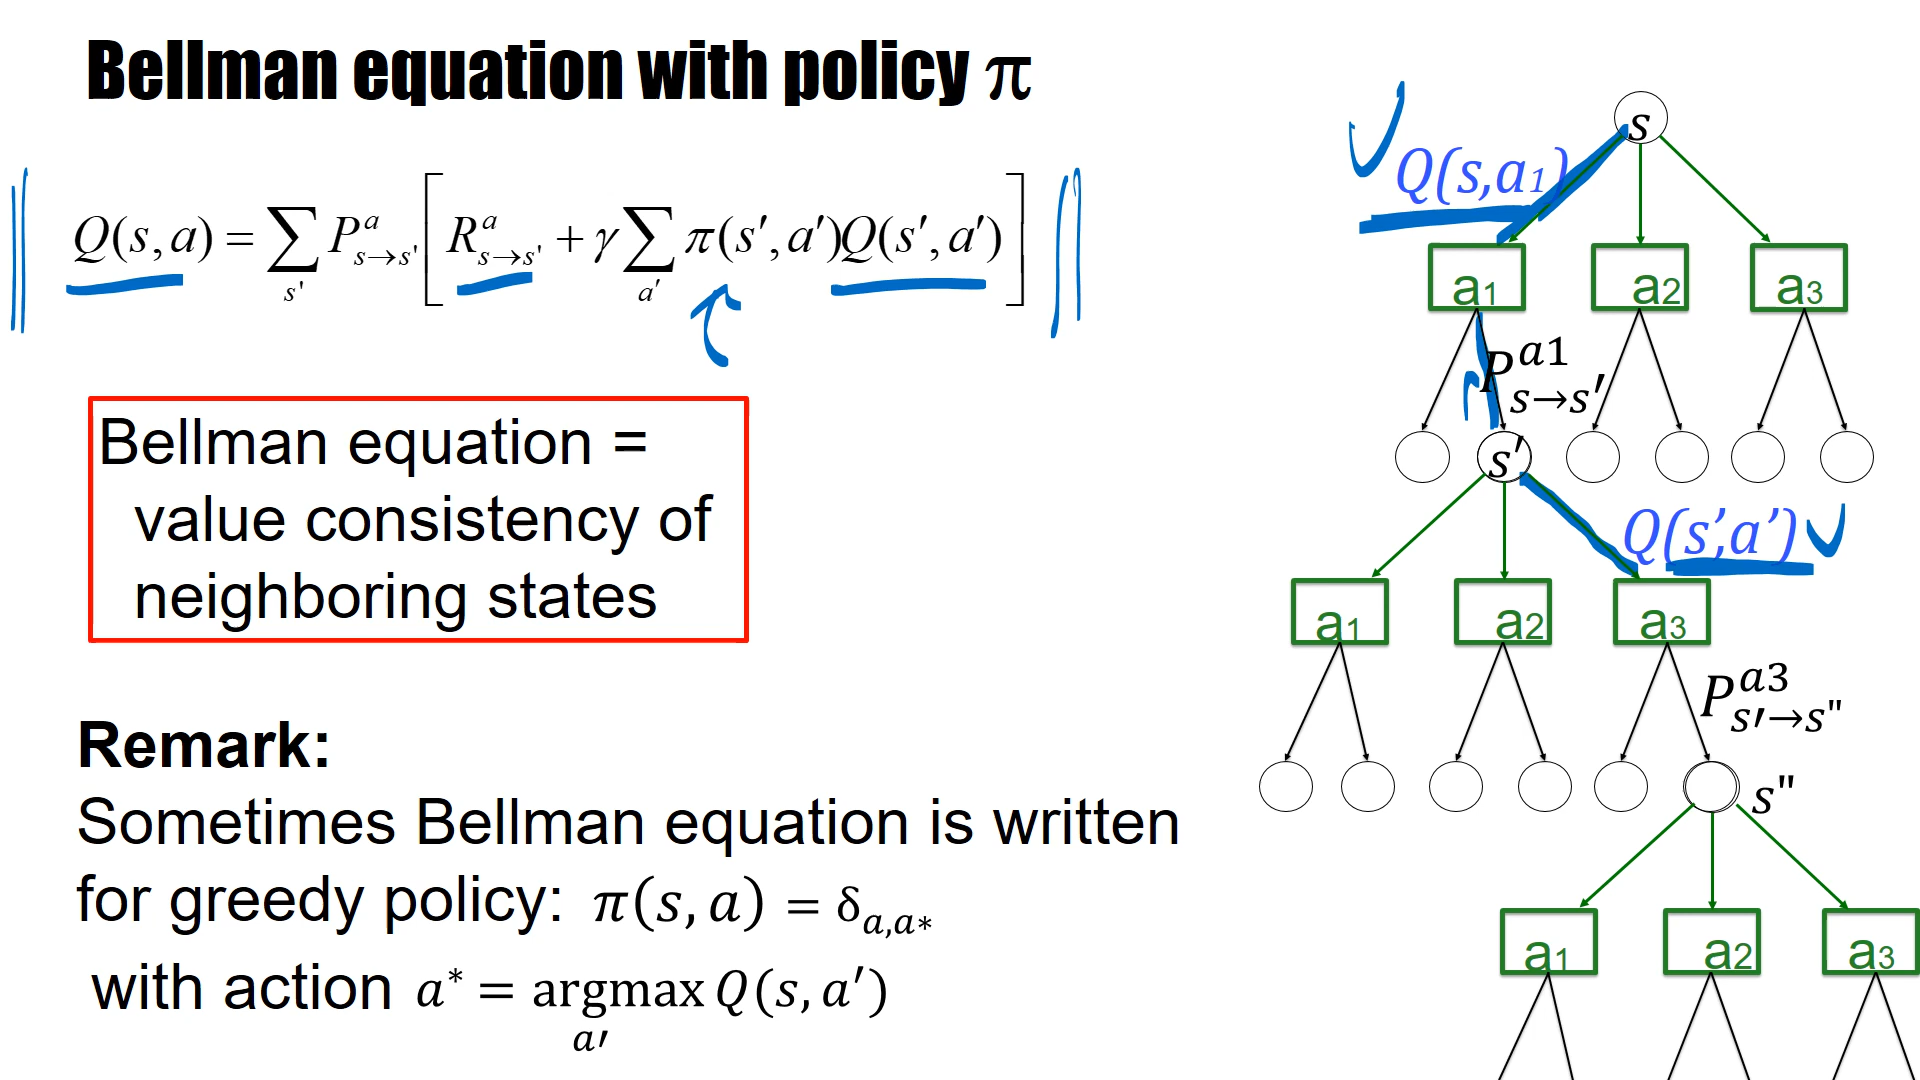 Bellman equation with policy π
Q(s,a) = ∑_{s'} P^a_{s→s'} [ R^a_{s→s'} + γ ∑_{a'} π(s',a')Q(s',a') ]
Bellman equation =
value consistency of
neighboring states
Remark:
Sometimes Bellman equation is written
for greedy policy: π(s,a) = δ_{a,a*}
with action a* = argmax_{a'} Q(s,a')
s
Q(s,a1)
a1 a2 a3
P^{a1}_{s→s'}
s'
Q(s',a')
a1 a2 a3
P^{a3}_{s'→s"}
s"
a1 a2 a3